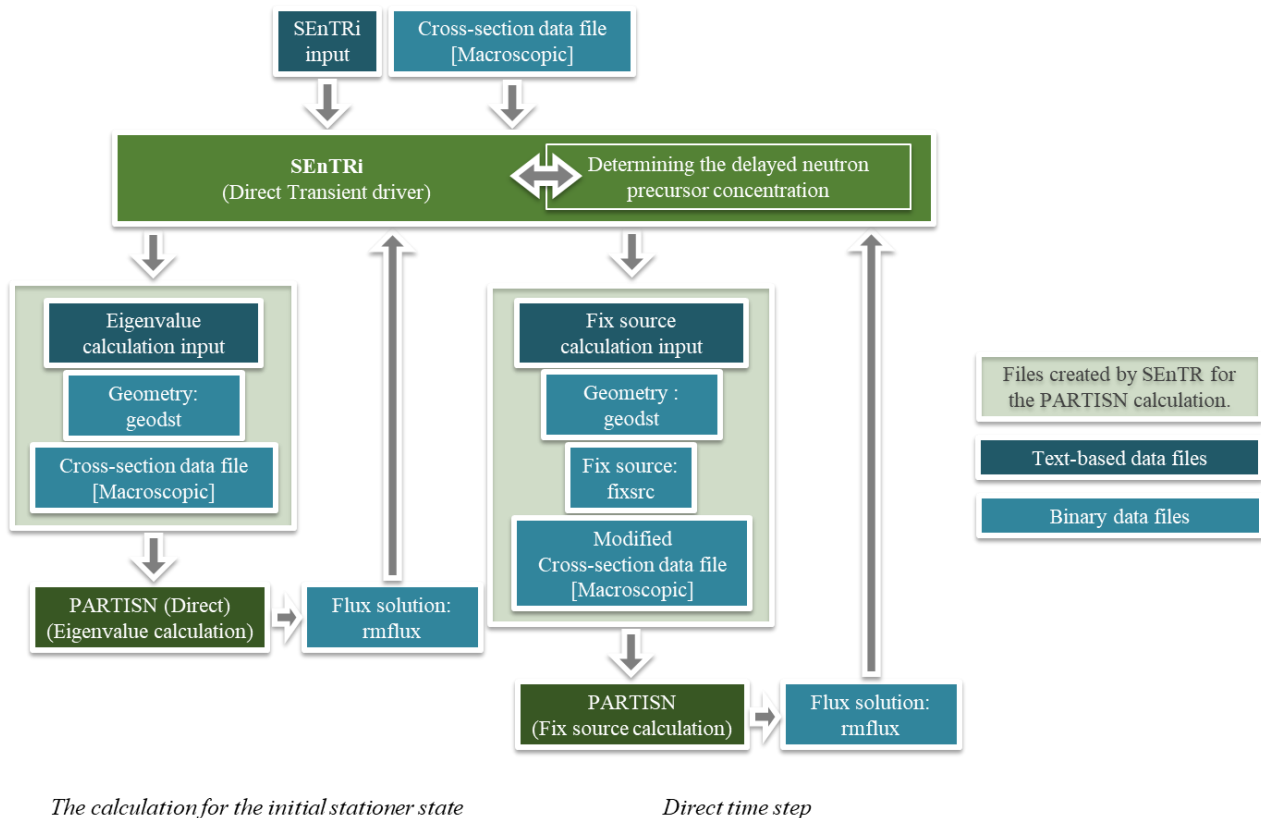 SEnTRi
input
Cross-section data file
[Macroscopic]
SEnTRi
(Direct Transient driver)
Determining the delayed neutron
precursor concentration
Eigenvalue
calculation input
Geometry:
geodst
Cross-section data file
[Macroscopic]
PARTISN (Direct)
(Eigenvalue calculation)
Flux solution:
rmflux
Fix source
calculation input
Geometry :
geodst
Fix source:
fixsrc
Modified
Cross-section data file
[Macroscopic]
PARTISN
(Fix source calculation)
Flux solution:
rmflux
Files created by SEnTR for
the PARTISN calculation.
Text-based data files
Binary data files
The calculation for the initial stationer state
Direct time step